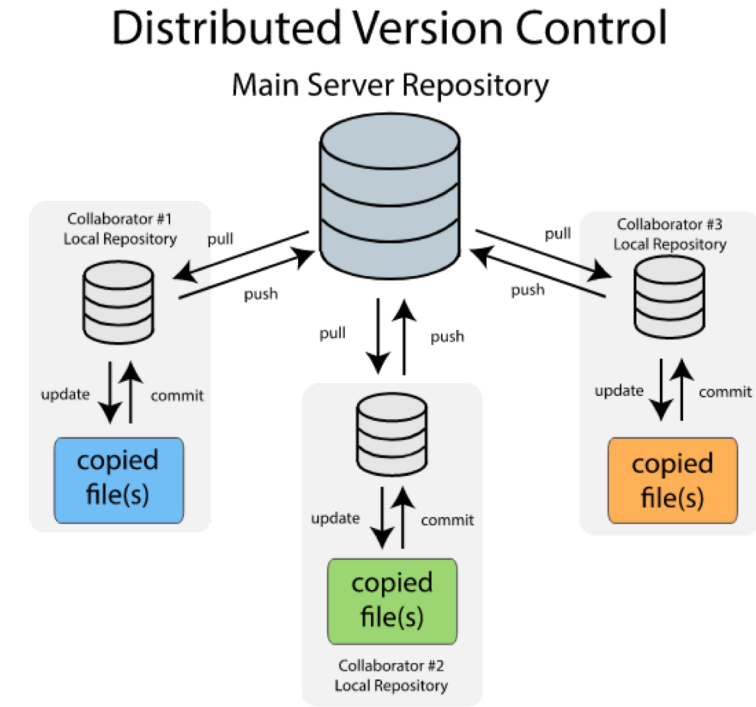 Distributed Version Control
Main Server Repository
Collaborator #1
Local Repository
pull
push
update
commit
copied
file(s)
pull
push
update
commit
copied
file(s)
Collaborator #2
Local Repository
Collaborator #3
Local Repository
pull
push
update
commit
copied
file(s)